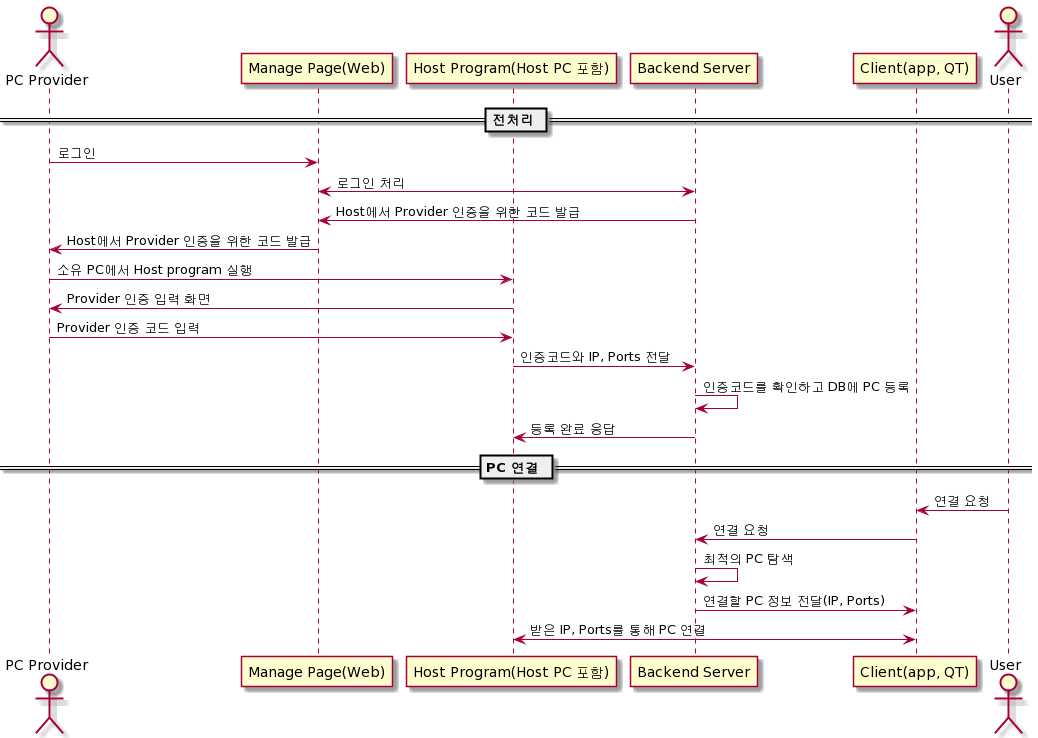 PC Provider
User
Manage Page(Web)
Host Program(Host PC 포함)
Backend Server
Client(app, QT)
전처리
로그인
로그인 처리
Host에서 Provider 인증을 위한 코드 발급
Host에서 Provider 인증을 위한 코드 발급
소유 PC에서 Host program 실행
Provider 인증 입력 화면
Provider 인증 코드 입력
인증코드와 IP, Ports 전달
인증코드를 확인하고 DB에 PC 등록
등록 완료 응답
PC 연결
연결 요청
연결 요청
최적의 PC 탐색
연결할 PC 정보 전달(IP, Ports)
받은 IP, Ports를 통해 PC 연결
PC Provider
Manage Page(Web)
Host Program(Host PC 포함)
Backend Server
Client(app, QT)
User